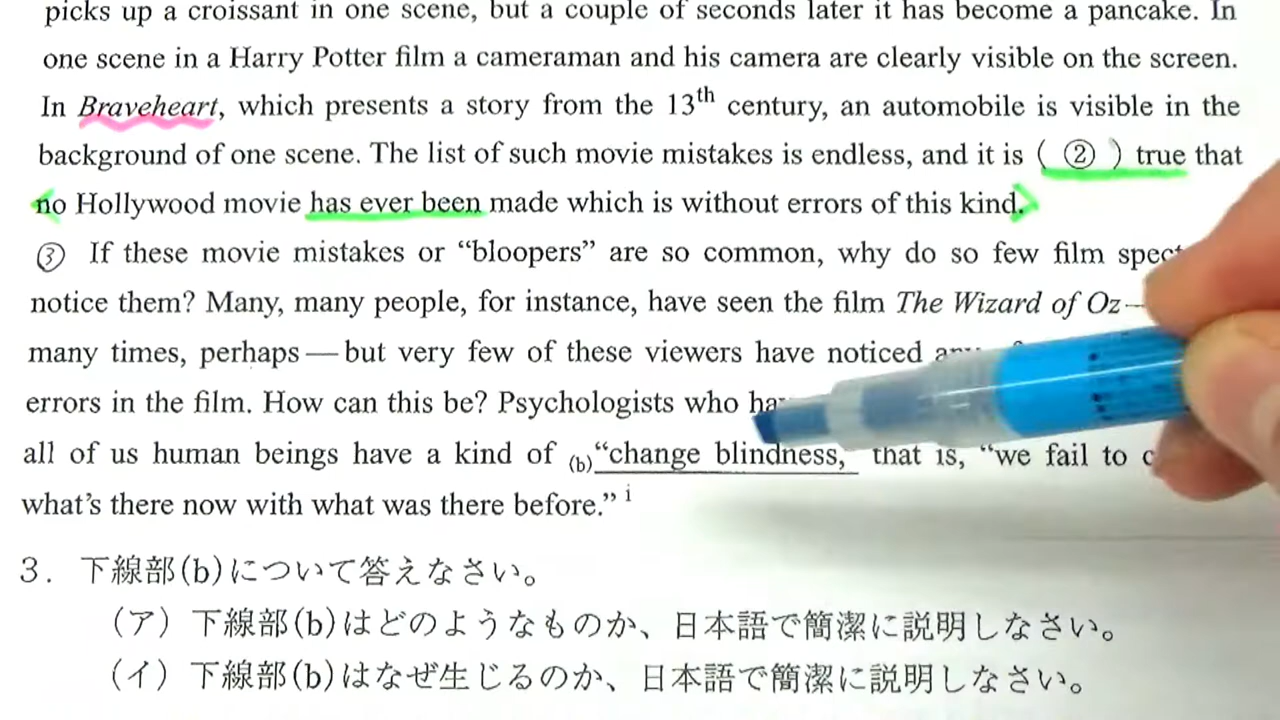 picks up a croissant in one scene, but a couple of seconds later it has become a pancake. In
one scene in a Harry Potter film a cameraman and his camera are clearly visible on the screen.
In Braveheart, which presents a story from the 13th century, an automobile is visible in the
background of one scene. The list of such movie mistakes is endless, and it is ( ② ) true that
no Hollywood movie has ever been made which is without errors of this kind.
③ If these movie mistakes or “bloopers” are so common, why do so few film
notice them? Many, many people, for instance, have seen the film The Wizard of Oz—
many times, perhaps — but very few of these viewers have noticed
errors in the film. How can this be? Psychologists who
all of us human beings have a kind of (b)“change blindness,” that is, “we fail to
what’s there now with what was there before.” i
3. 下線部(b)について答えなさい。
(ア) 下線部(b)はどのようなものか、日本語で簡潔に説明しなさい。
(イ) 下線部(b)はなぜ生じるのか、日本語で簡潔に説明しなさい。